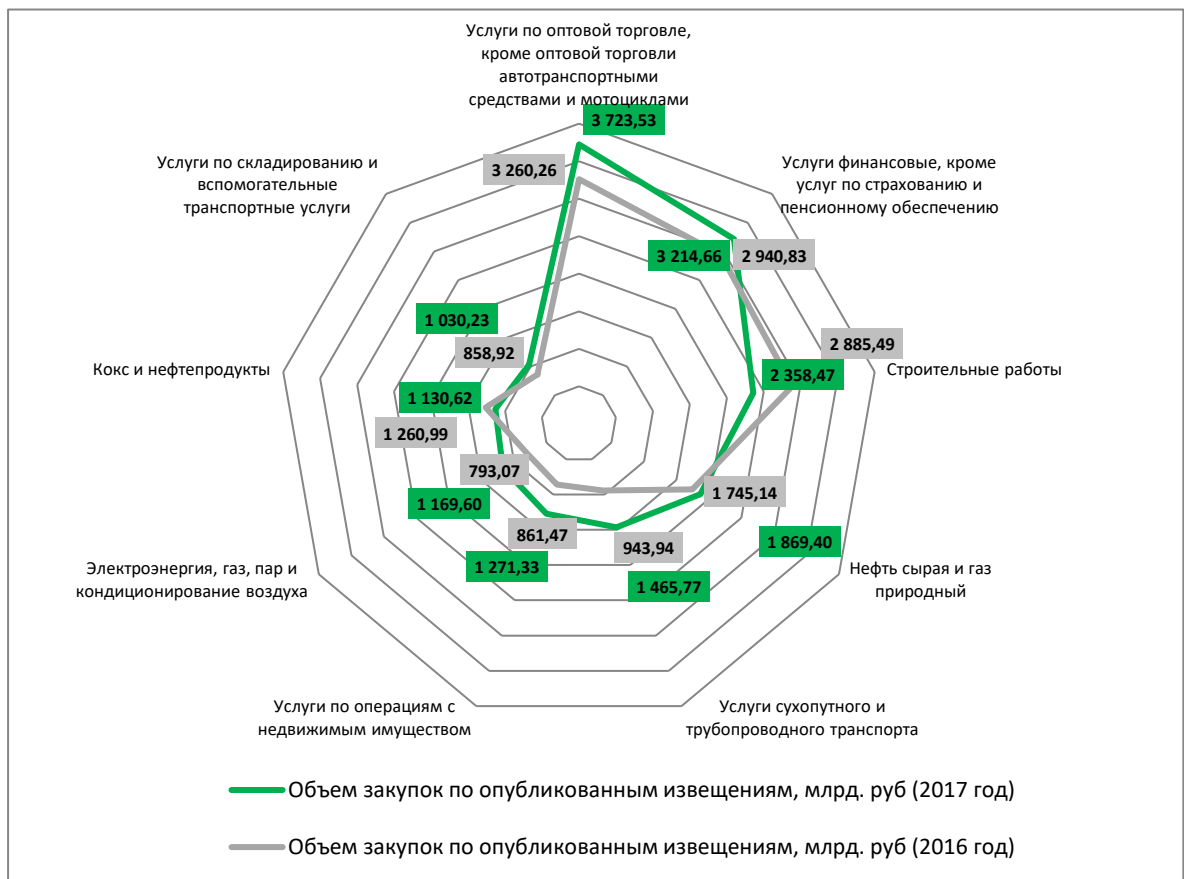 Услуги по оптовой торговле,
кроме оптовой торговли
автотранспортными
средствами и мотоциклами
3 723,53
Услуги по складированию и
вспомогательные
транспортные услуги
3 260,26
Услуги финансовые, кроме
услуг по страхованию и
пенсионному обеспечению
3 214,66
2 940,83
1 030,23
858,92
2 885,49
2 358,47
Строительные работы
Кокс и нефтепродукты
1 130,62
1 260,99
793,07
1 169,60
1 745,14
861,47
943,94
1 869,40
1 271,33
1 465,77
Электроэнергия, газ, пар и
кондиционирование воздуха
Нефть сырая и газ
природный
Услуги по операциям с
недвижимым имуществом
Услуги сухопутного и
трубопроводного транспорта
Объем закупок по опубликованным извещениям, млрд. руб (2017 год)
Объем закупок по опубликованным извещениям, млрд. руб (2016 год)